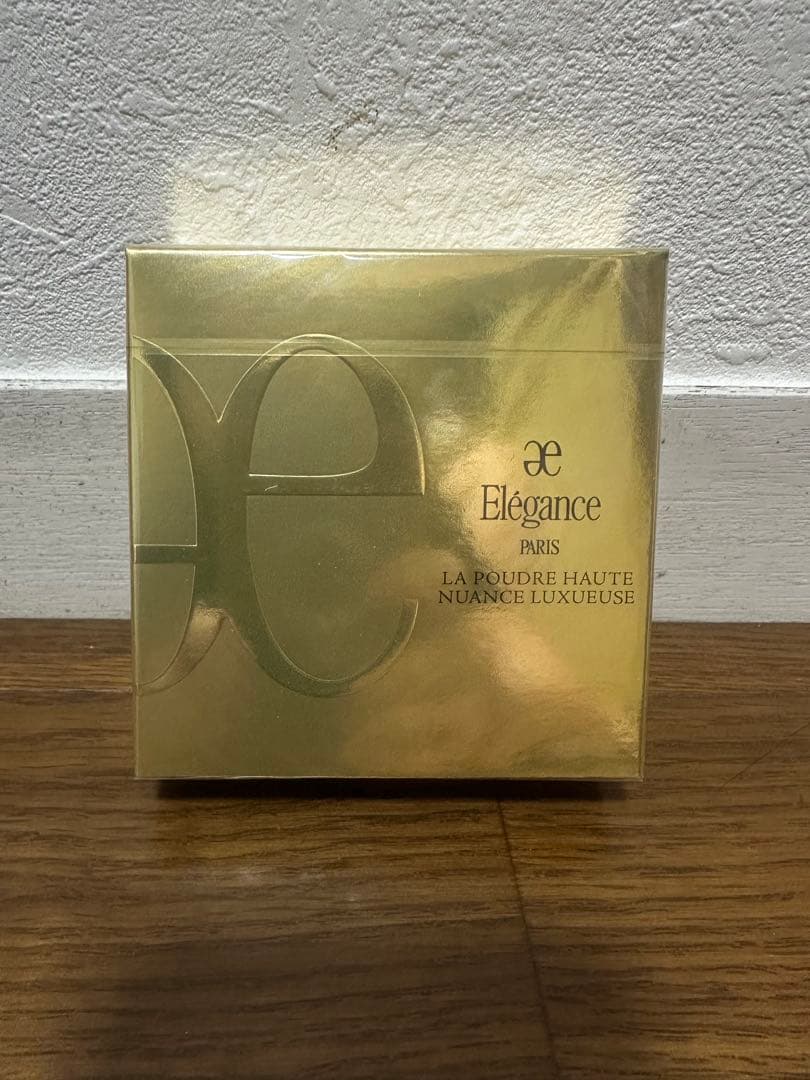 æ
Elégance
PARIS
LA POUDRE HAUTE
NUANCE LUXUEUSE